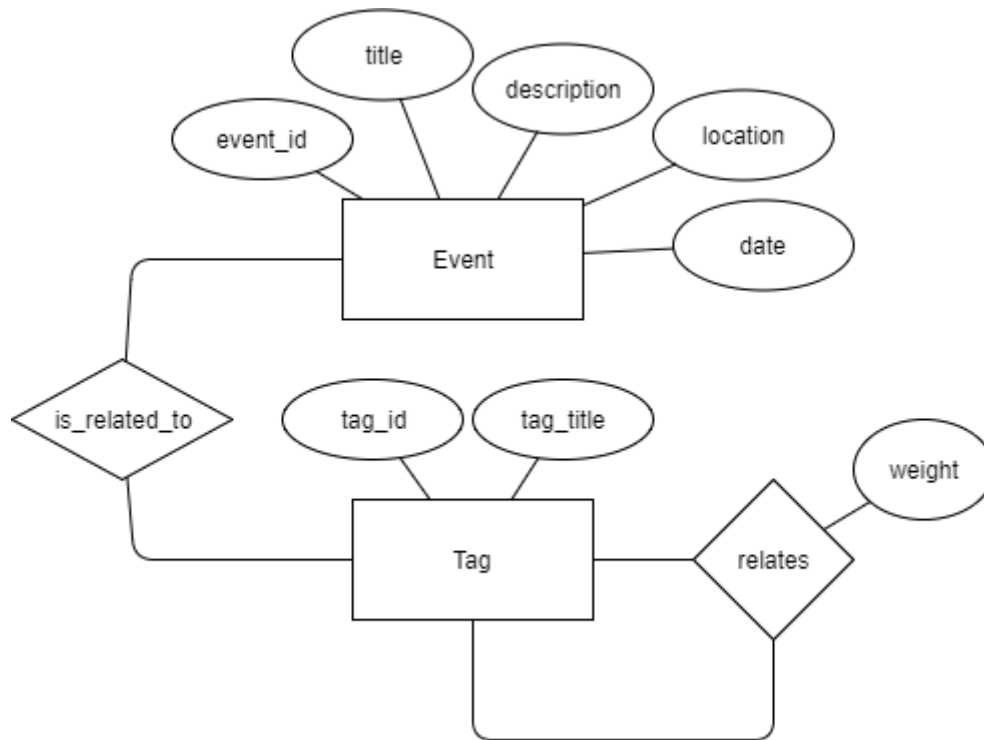 title
description
event_id
location
Event
date
is_related_to
tag_id
tag_title
weight
Tag
relates